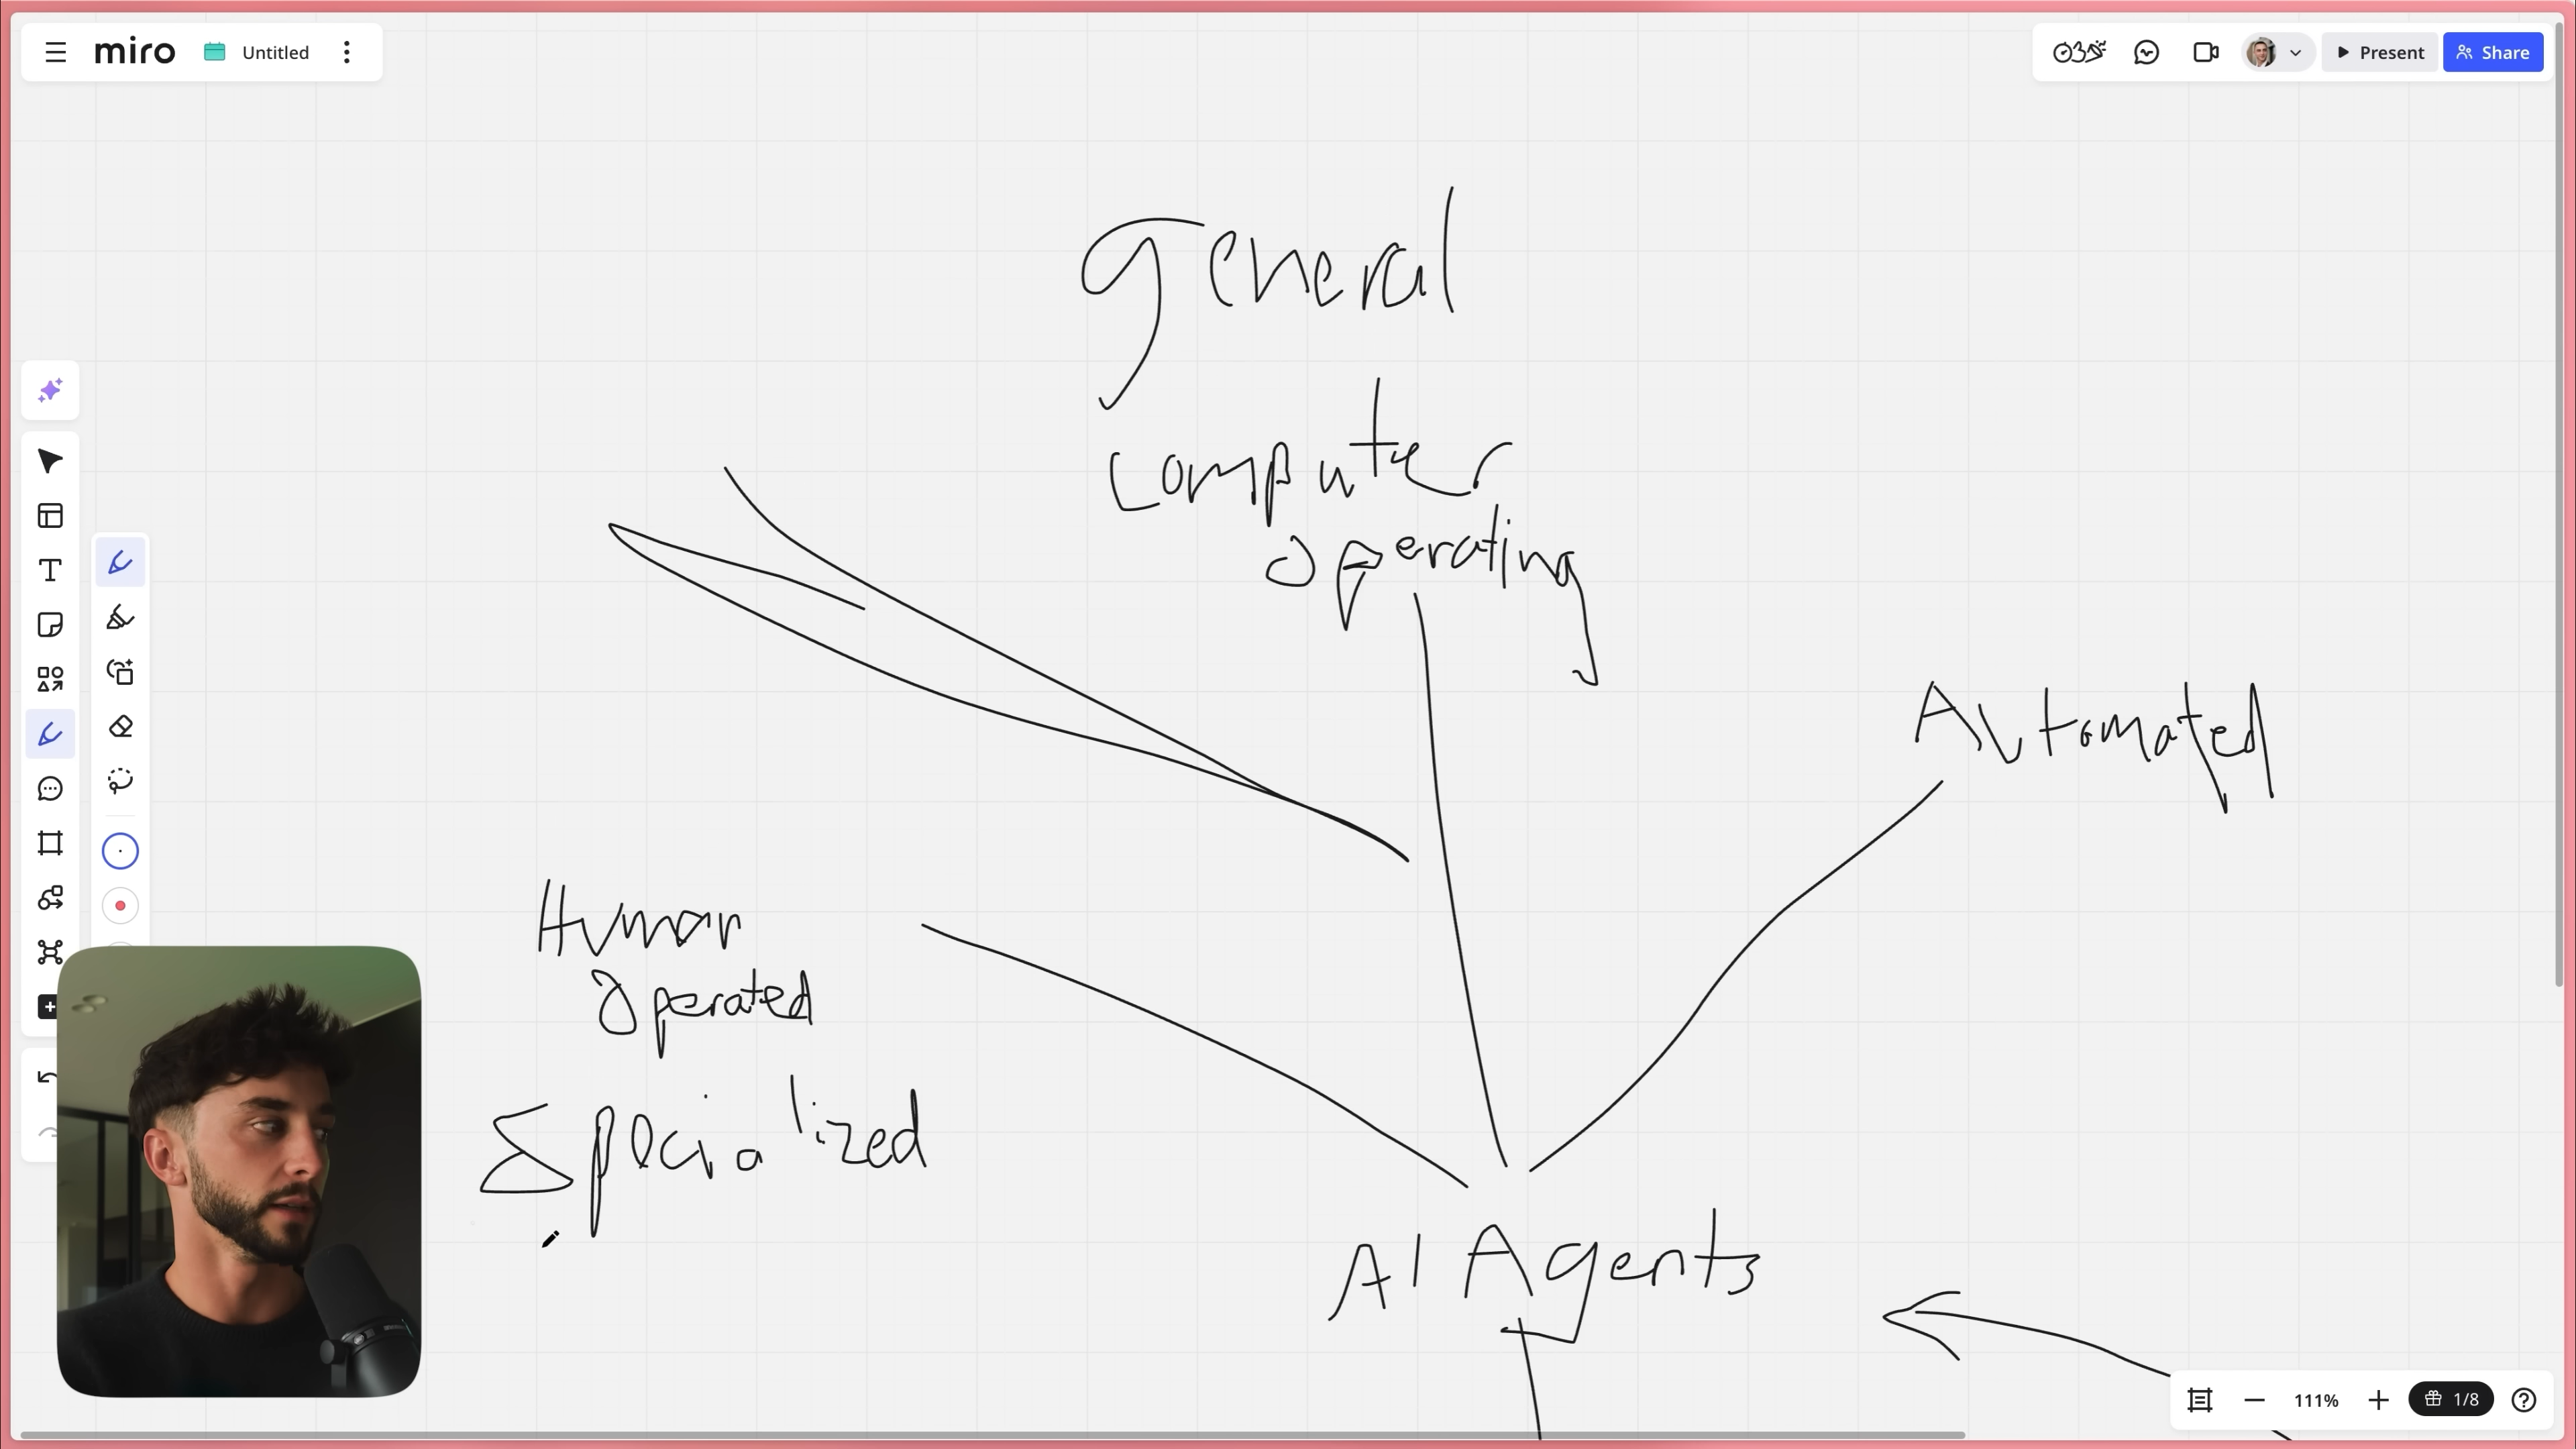 miro
Untitled
Present
Share
General
computer
operating
Automated
Human
Operated
Specialized
AI Agents
111%
1/8